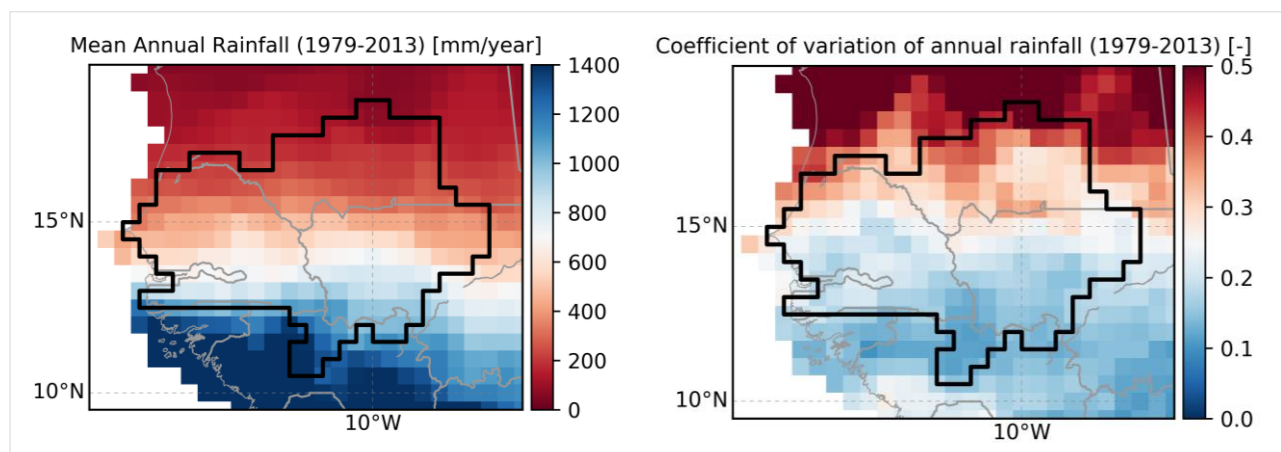 Mean Annual Rainfall (1979-2013) [mm/year]
1400
1200
1000
800
600
400
200
0
15°N
10°N
10°W
Coefficient of variation of annual rainfall (1979-2013) [-]
0.5
0.4
0.3
0.2
0.1
0.0
15°N
10°N
10°W